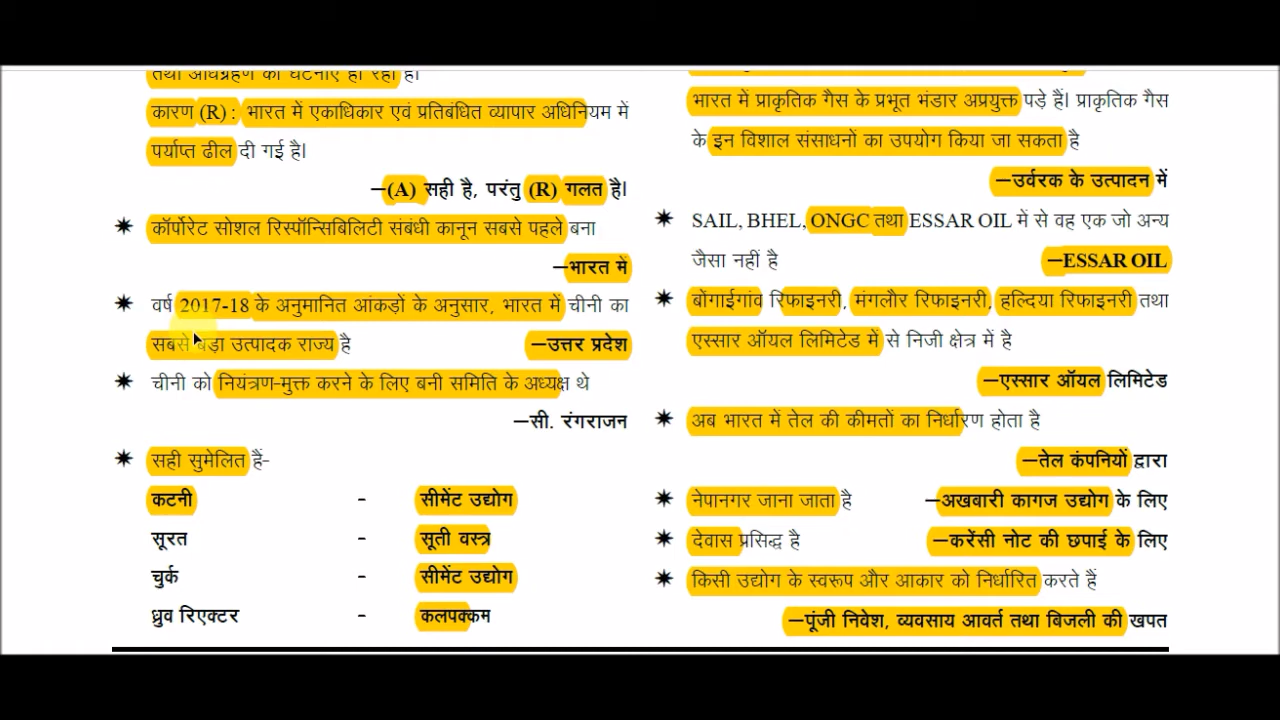 तथा अधिग्रहण की घटनाएं हो रही हैं।
कारण (R) : भारत में एकाधिकार एवं प्रतिबंधित व्यापार अधिनियम में
पर्याप्त ढील दी गई है।
–(A) सही है, परंतु (R) गलत है।
✷ कॉर्पोरेट सोशल रिस्पॉन्सिबिलिटी संबंधी कानून सबसे पहले बना
–भारत में
✷ वर्ष 2017-18 के अनुमानित आंकड़ों के अनुसार, भारत में चीनी का
सबसे बड़ा उत्पादक राज्य है –उत्तर प्रदेश
✷ चीनी को नियंत्रण-मुक्त करने के लिए बनी समिति के अध्यक्ष थे
–सी. रंगराजन
✷ सही सुमेलित हैं-
कटनी - सीमेंट उद्योग
सूरत - सूती वस्त्र
चुर्क - सीमेंट उद्योग
ध्रुव रिएक्टर - कलपक्कम
भारत में प्राकृतिक गैस के प्रभूत भंडार अप्रयुक्त पड़े हैं। प्राकृतिक गैस
के इन विशाल संसाधनों का उपयोग किया जा सकता है
–उर्वरक के उत्पादन में
✷ SAIL, BHEL, ONGC तथा ESSAR OIL में से वह एक जो अन्य
जैसा नहीं है –ESSAR OIL
✷ बोंगाईगांव रिफाइनरी, मंगलौर रिफाइनरी, हल्दिया रिफाइनरी तथा
एस्सार ऑयल लिमिटेड में से निजी क्षेत्र में है
–एस्सार ऑयल लिमिटेड
✷ अब भारत में तेल की कीमतों का निर्धारण होता है
–तेल कंपनियों द्वारा
✷ नेपानगर जाना जाता है –अखबारी कागज उद्योग के लिए
✷ देवास प्रसिद्ध है –करेंसी नोट की छपाई के लिए
✷ किसी उद्योग के स्वरूप और आकार को निर्धारित करते हैं
–पूंजी निवेश, व्यवसाय आवर्त तथा बिजली की खपत